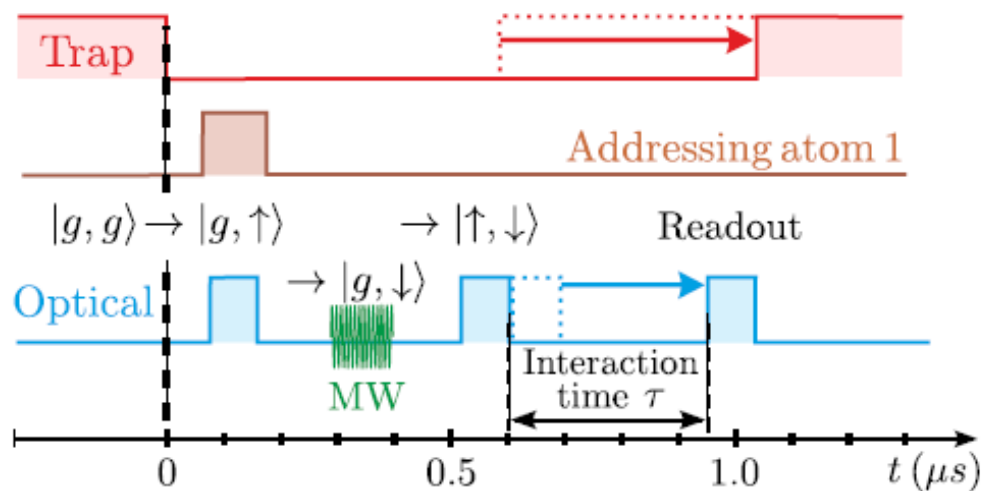 Trap
Addressing atom 1
|g, g⟩ → |g, ↑⟩
→ |↑, ↓⟩
Readout
→ |g, ↓⟩
Optical
MW
Interaction
time τ
0
0.5
1.0
t (μs)